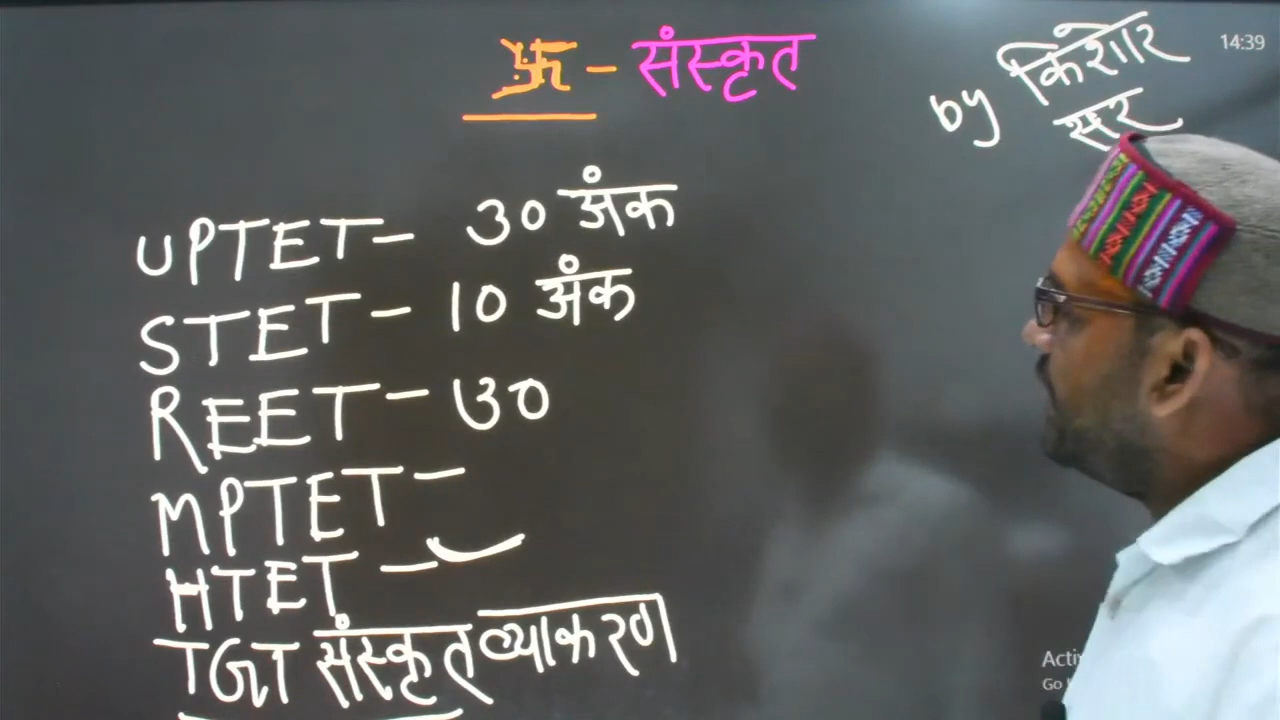 卐 - संस्कृत
by किशोर
सर
14:39
UPTET- 30 अंक
STET- 10 अंक
REET- 30
MPTET-
HTET-
TGT संस्कृत व्याकरण